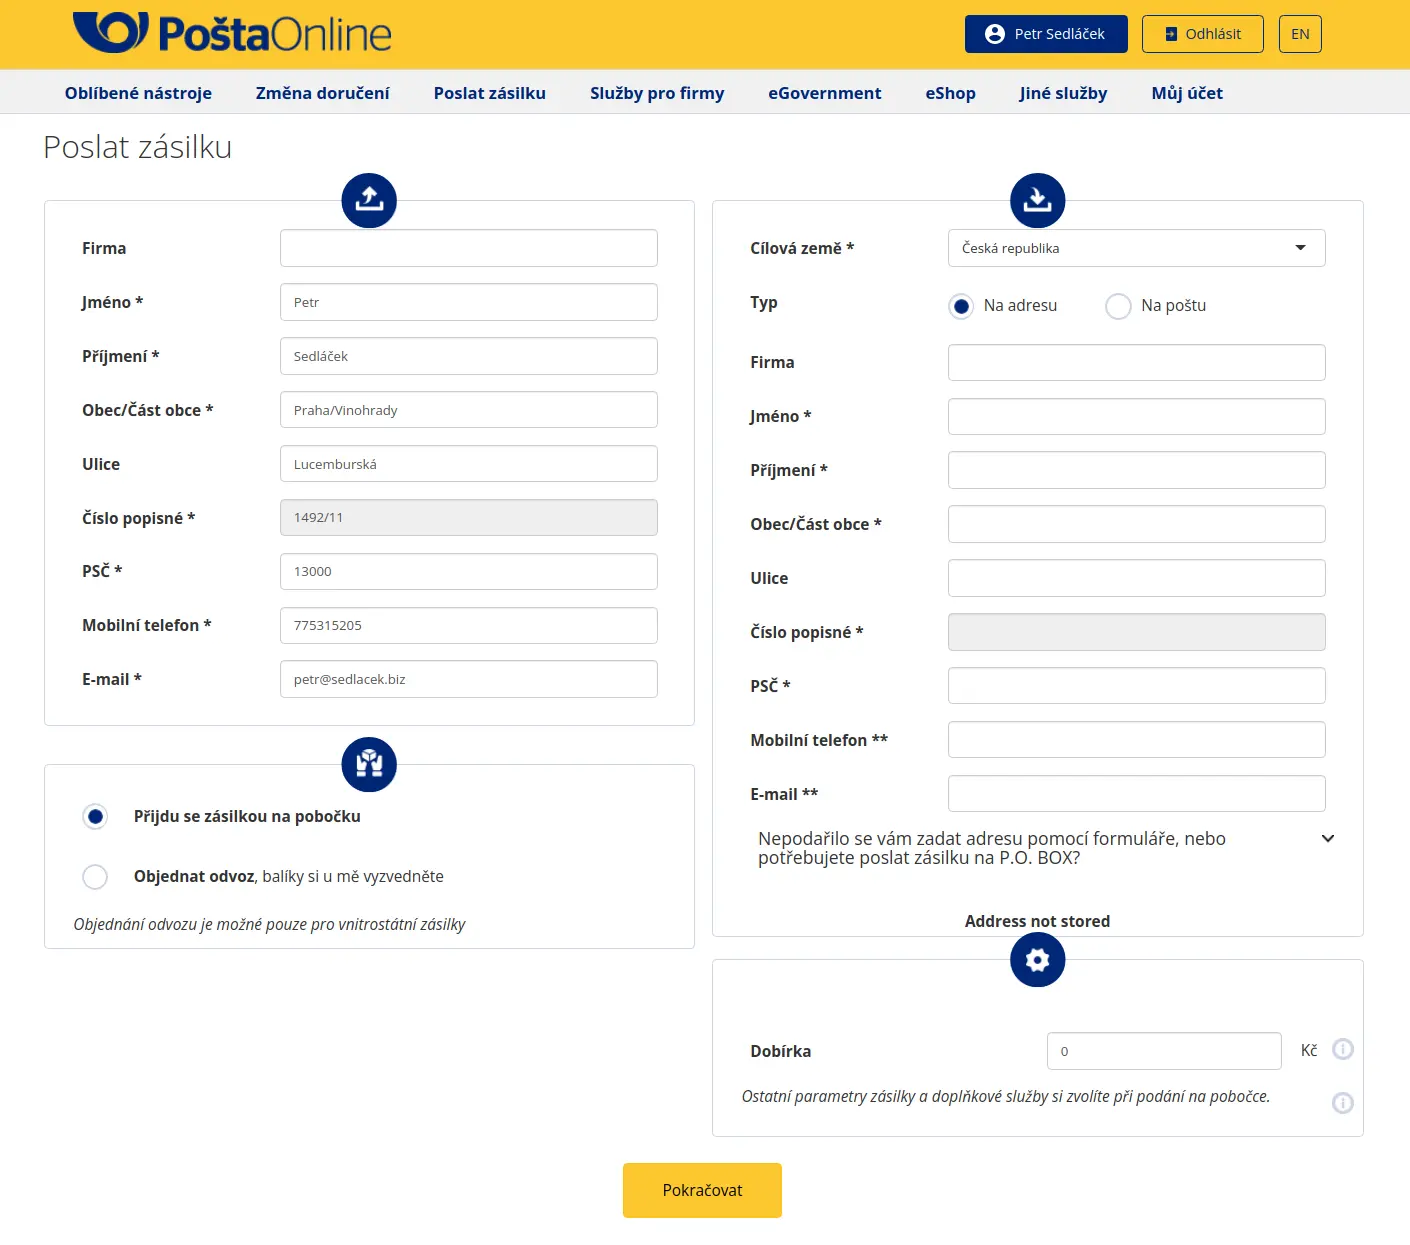 PoštaOnline
Petr Sedláček
Odhlásit
EN
Oblíbené nástroje
Změna doručení
Poslat zásilku
Služby pro firmy
eGovernment
eShop
Jiné služby
Můj účet
Poslat zásilku
Firma
Jméno *
Petr
Příjmení *
Sedláček
Obec/Část obce *
Praha/Vinohrady
Ulice
Lucemburská
Číslo popisné *
1492/11
PSČ *
13000
Mobilní telefon *
775315205
E-mail *
petr@sedlacek.biz
Přijdu se zásilkou na pobočku
Objednat odvoz, balíky si u mě vyzvedněte
Objednání odvozu je možné pouze pro vnitrostátní zásilky
Cílová země *
Česká republika
Typ
Na adresu
Na poštu
Firma
Jméno *
Příjmení *
Obec/Část obce *
Ulice
Číslo popisné *
PSČ *
Mobilní telefon **
E-mail **
Nepodařilo se vám zadat adresu pomocí formuláře, nebo
potřebujete poslat zásilku na P.O. BOX?
Address not stored
Dobírka
0
Kč
Ostatní parametry zásilky a doplňkové služby si zvolíte při podání na pobočce.
Pokračovat